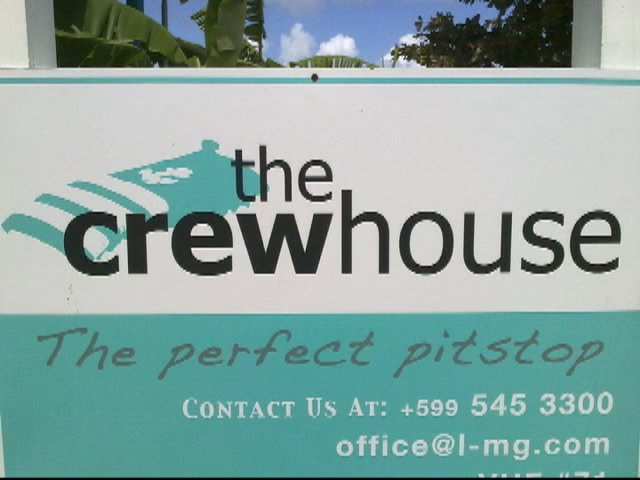 the
crewhouse
The perfect pitstop
CONTACT US AT: +599 545 3300
office@l-mg.com